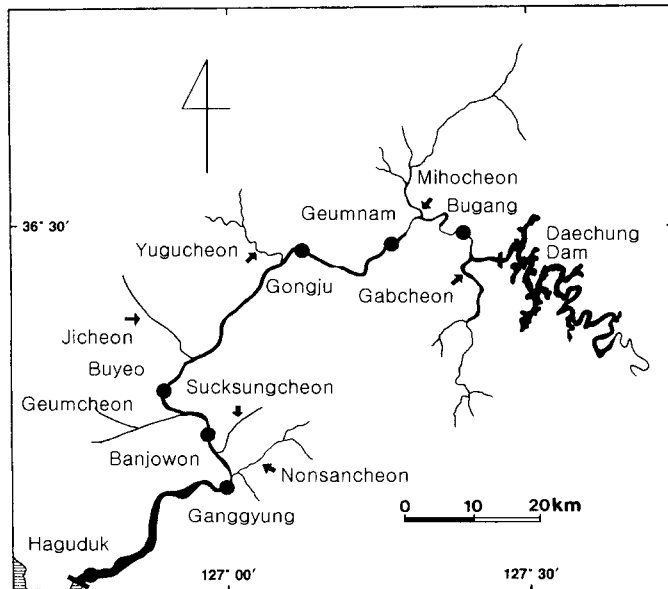 Mihocheon
Geumnam
Bugang
36° 30′
Yugucheon
Daechung
Dam
Gongju
Gabcheon
Jicheon
Buyeo
Sucksungcheon
Geumcheon
Banjowon
Nonsancheon
Ganggyung
0 10 20km
Haguduk
127° 00′
127° 30′